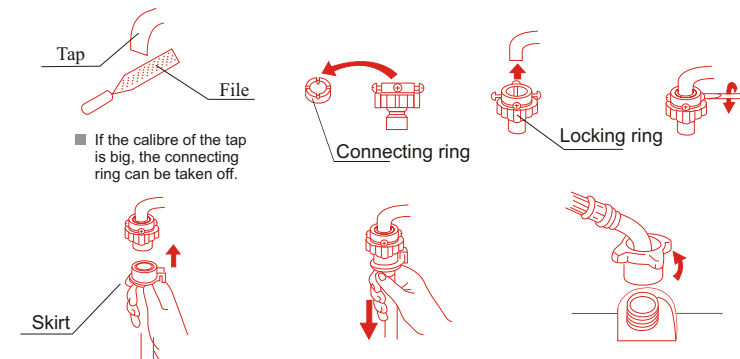 Tap
File
If the calibre of the tap
is big, the connecting
ring can be taken off.
Connecting ring
Locking ring
Skirt